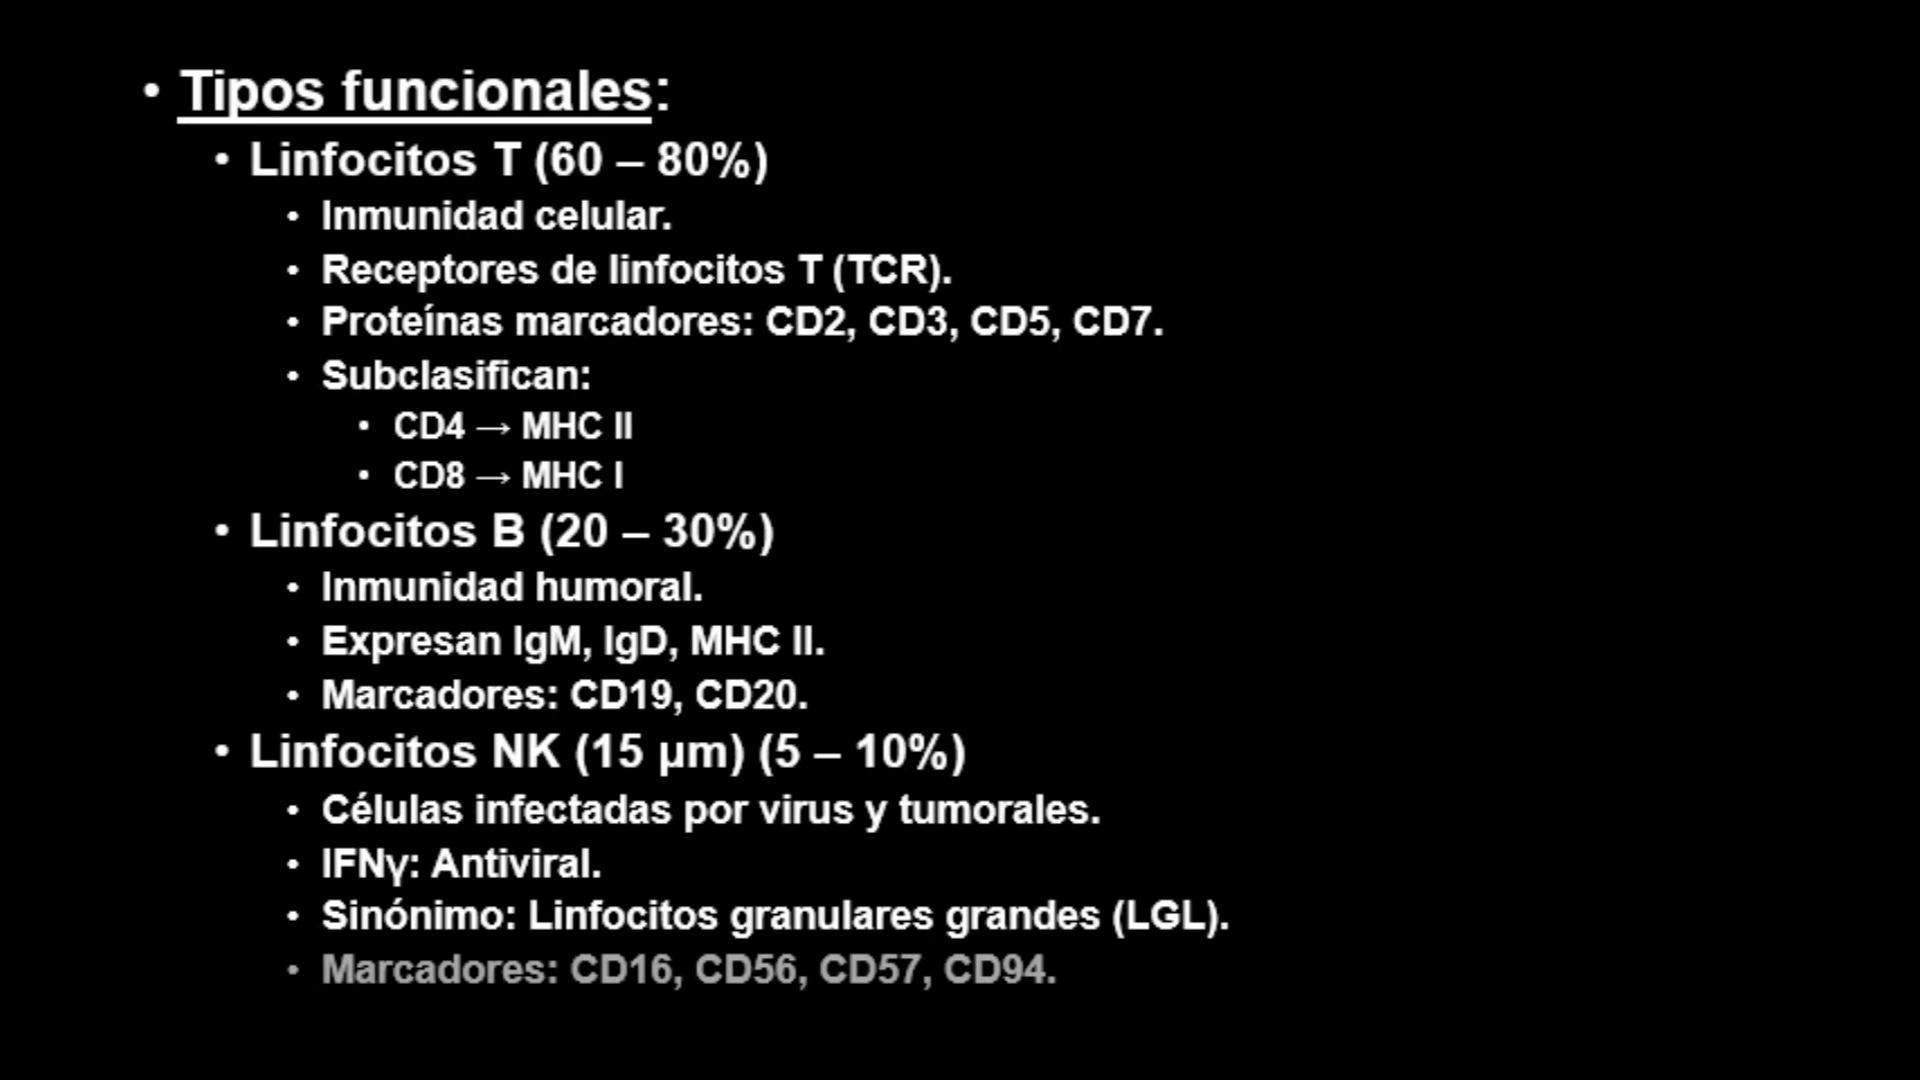 • Tipos funcionales:
• Linfocitos T (60 – 80%)
• Inmunidad celular.
• Receptores de linfocitos T (TCR).
• Proteínas marcadores: CD2, CD3, CD5, CD7.
• Subclasifican:
• CD4 → MHC II
• CD8 → MHC I
• Linfocitos B (20 – 30%)
• Inmunidad humoral.
• Expresan IgM, IgD, MHC II.
• Marcadores: CD19, CD20.
• Linfocitos NK (15 μm) (5 – 10%)
• Células infectadas por virus y tumorales.
• IFNγ: Antiviral.
• Sinónimo: Linfocitos granulares grandes (LGL).
• Marcadores: CD16, CD56, CD57, CD94.